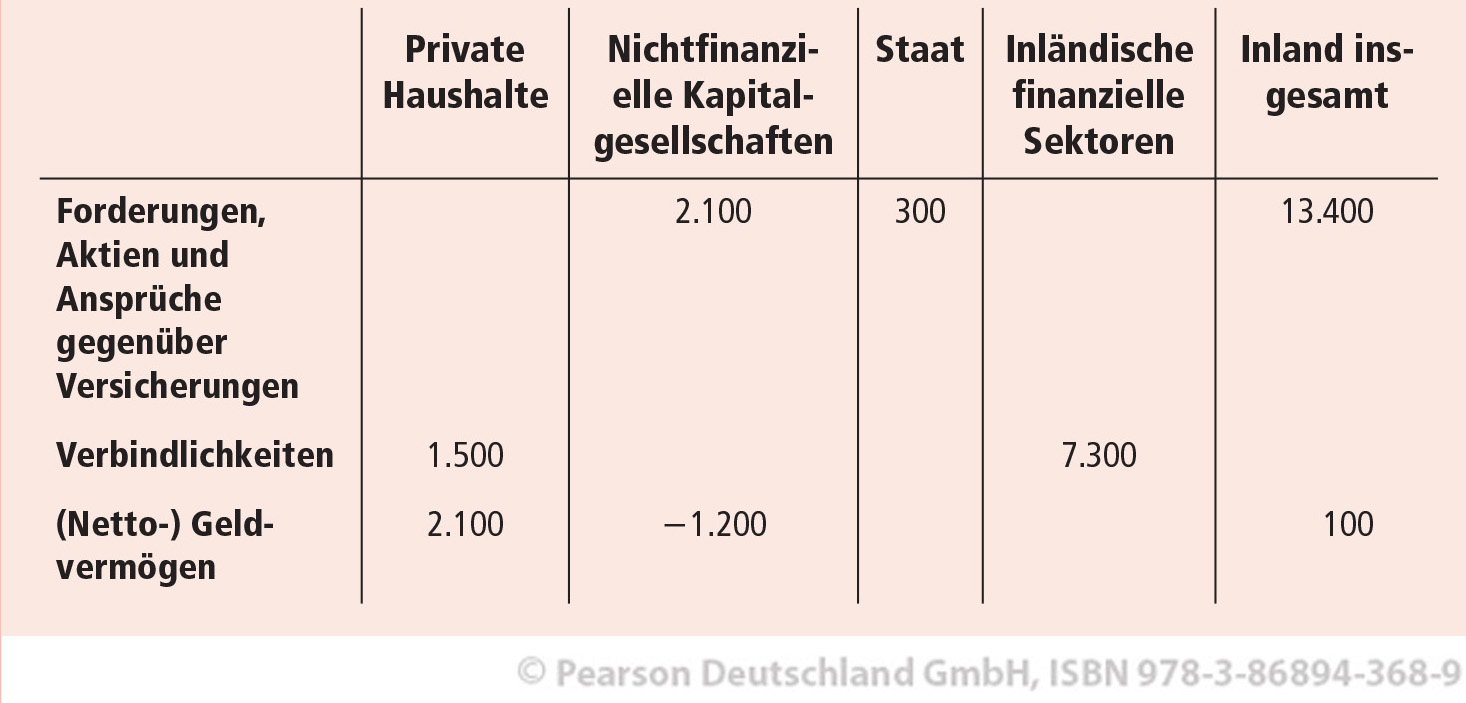 Private Haushalte
Nichtfinanzi-
elle Kapital-
gesellschaften
Staat
Inländische
finanzielle
Sektoren
Inland ins-
gesamt
Forderungen,
Aktien und
Ansprüche
gegenüber
Versicherungen
2.100
300
13.400
Verbindlichkeiten
1.500
7.300
(Netto-) Geld-
vermögen
2.100
−1.200
100
© Pearson Deutschland GmbH, ISBN 978-3-86894-368-9